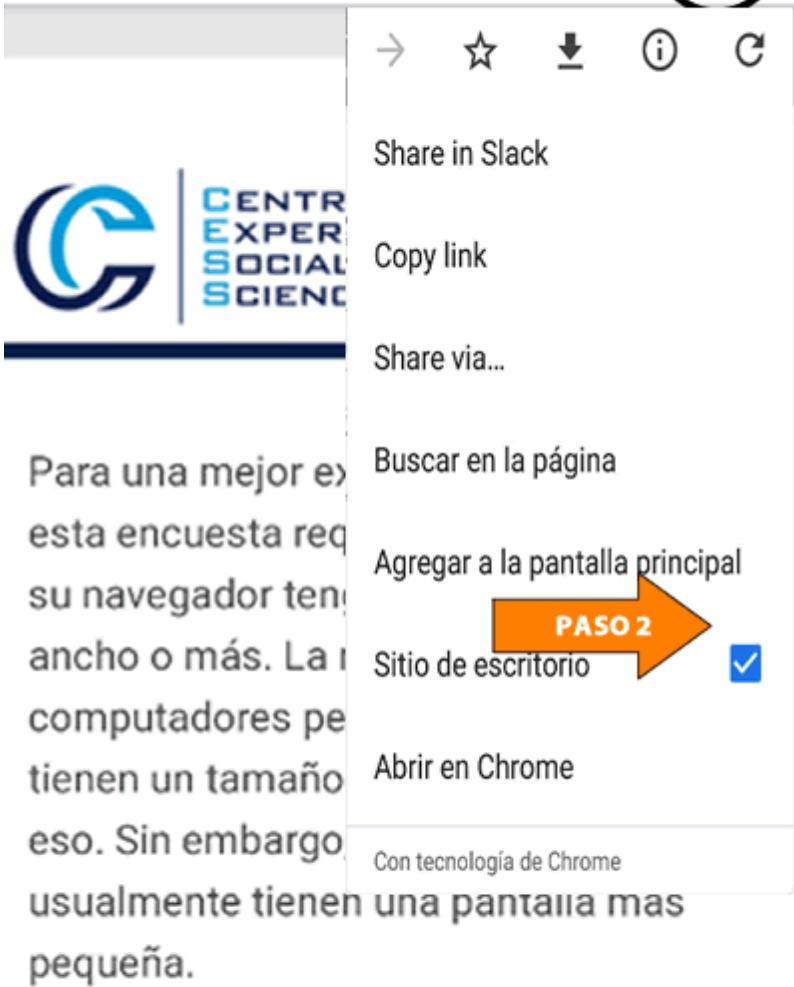 Share in Slack
Copy link
Share via...
Buscar en la página
Agregar a la pantalla principal
PASO 2
Sitio de escritorio
Abrir en Chrome
Con tecnología de Chrome
CENTR
EXPER
SOCIAL
SCIENC
Para una mejor ex
esta encuesta req
su navegador teng
ancho o más. La
computadores pe
tienen un tamaño
eso. Sin embargo,
usualmente tienen una pantalla más
pequeña.